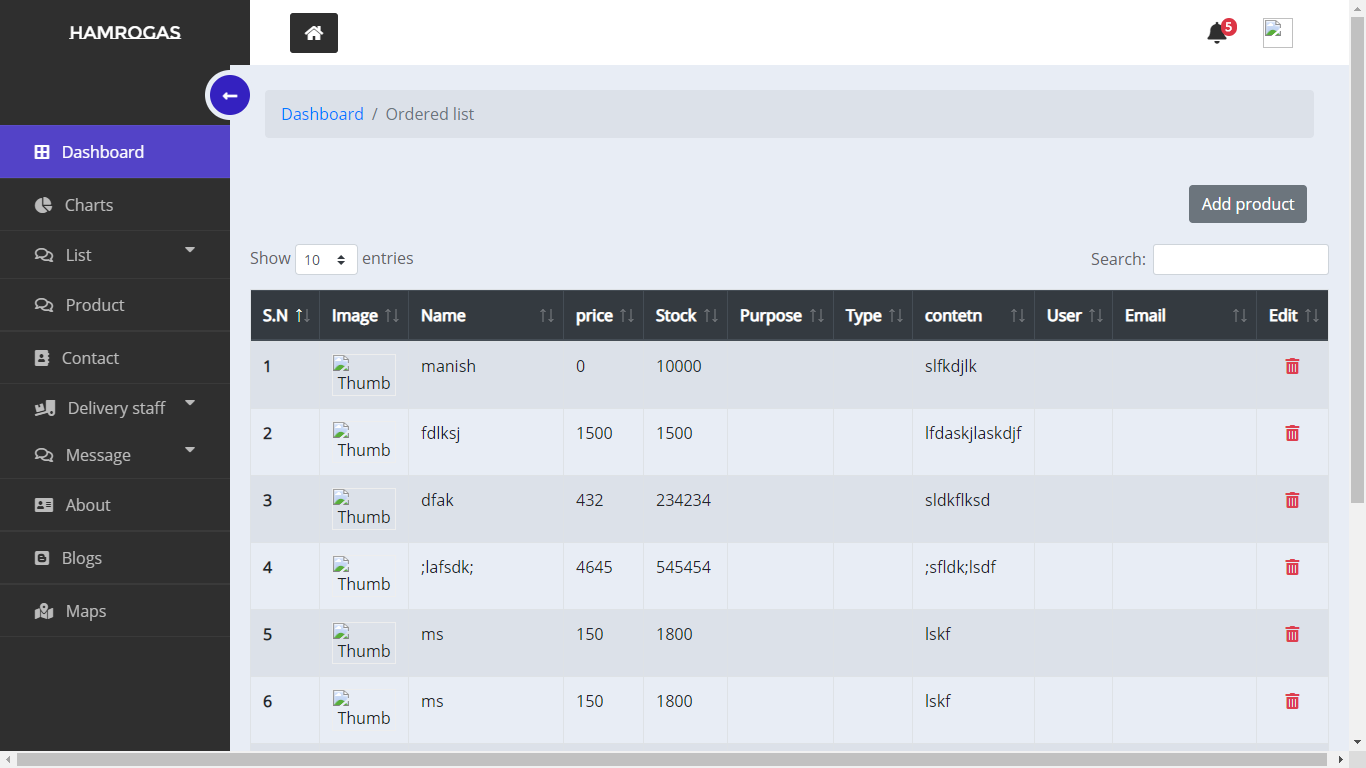 HAMROGAS
5
Dashboard / Ordered list
Dashboard
Charts
List
Product
Contact
Delivery staff
Message
About
Blogs
Maps
Add product
Show 10 entries
Search:
S.N Image Name price Stock Purpose Type contetn User Email Edit
1 Thumb manish 0 10000 slfkdjlk
2 Thumb fdlksj 1500 1500 lfdaskjlaskdjf
3 Thumb dfak 432 234234 sldkflksd
4 Thumb ;lafsdk; 4645 545454 ;sfldk;lsdf
5 Thumb ms 150 1800 lskf
6 Thumb ms 150 1800 lskf